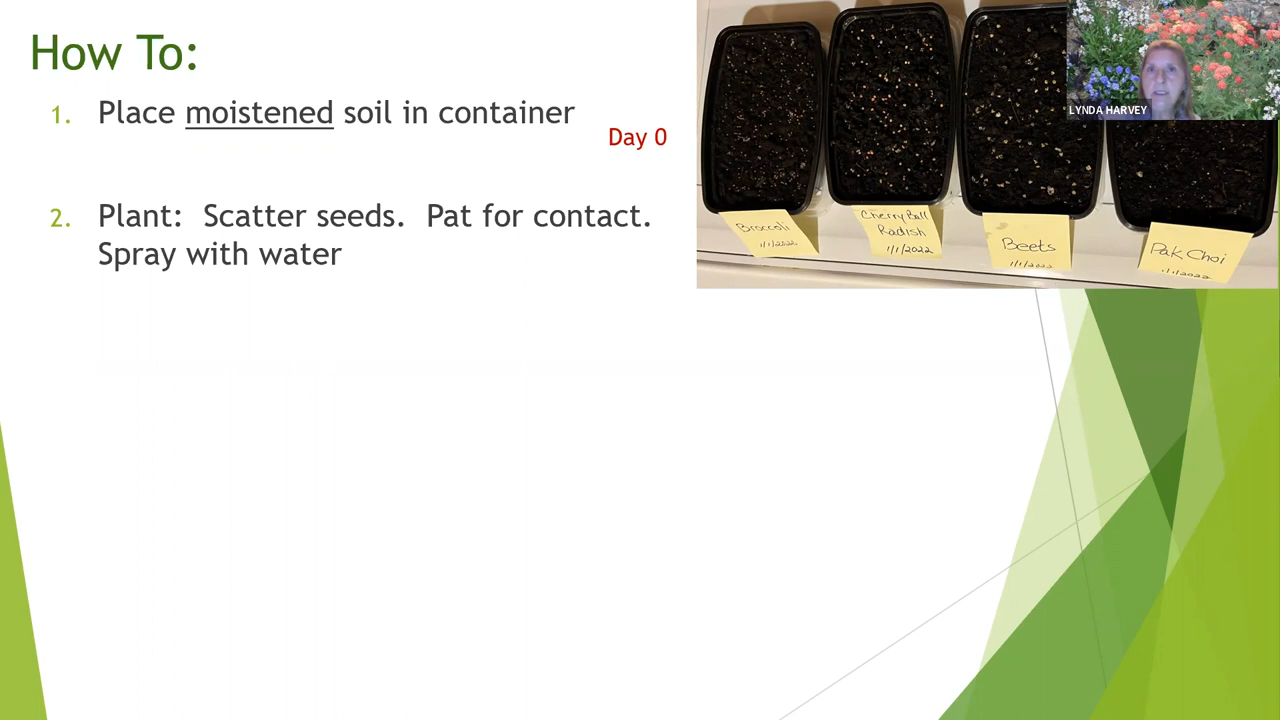 How To:
1. Place moistened soil in container
Day 0
2. Plant: Scatter seeds. Pat for contact.
Spray with water
LYNDA HARVEY
Broccoli
1/1/2022
Cherry Ball
Radish
1/1/2022
Beets
1/1/2022
Pak Choi
1/1/2022